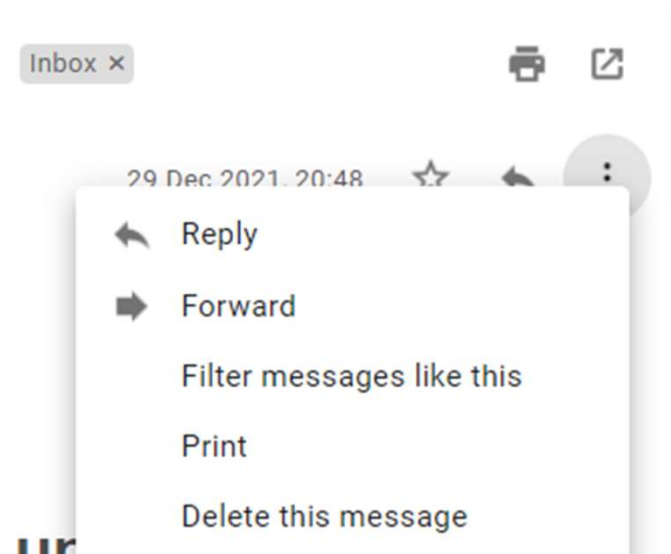 Inbox ×
29 Dec 2021, 20:48
Reply
Forward
Filter messages like this
Print
Delete this message